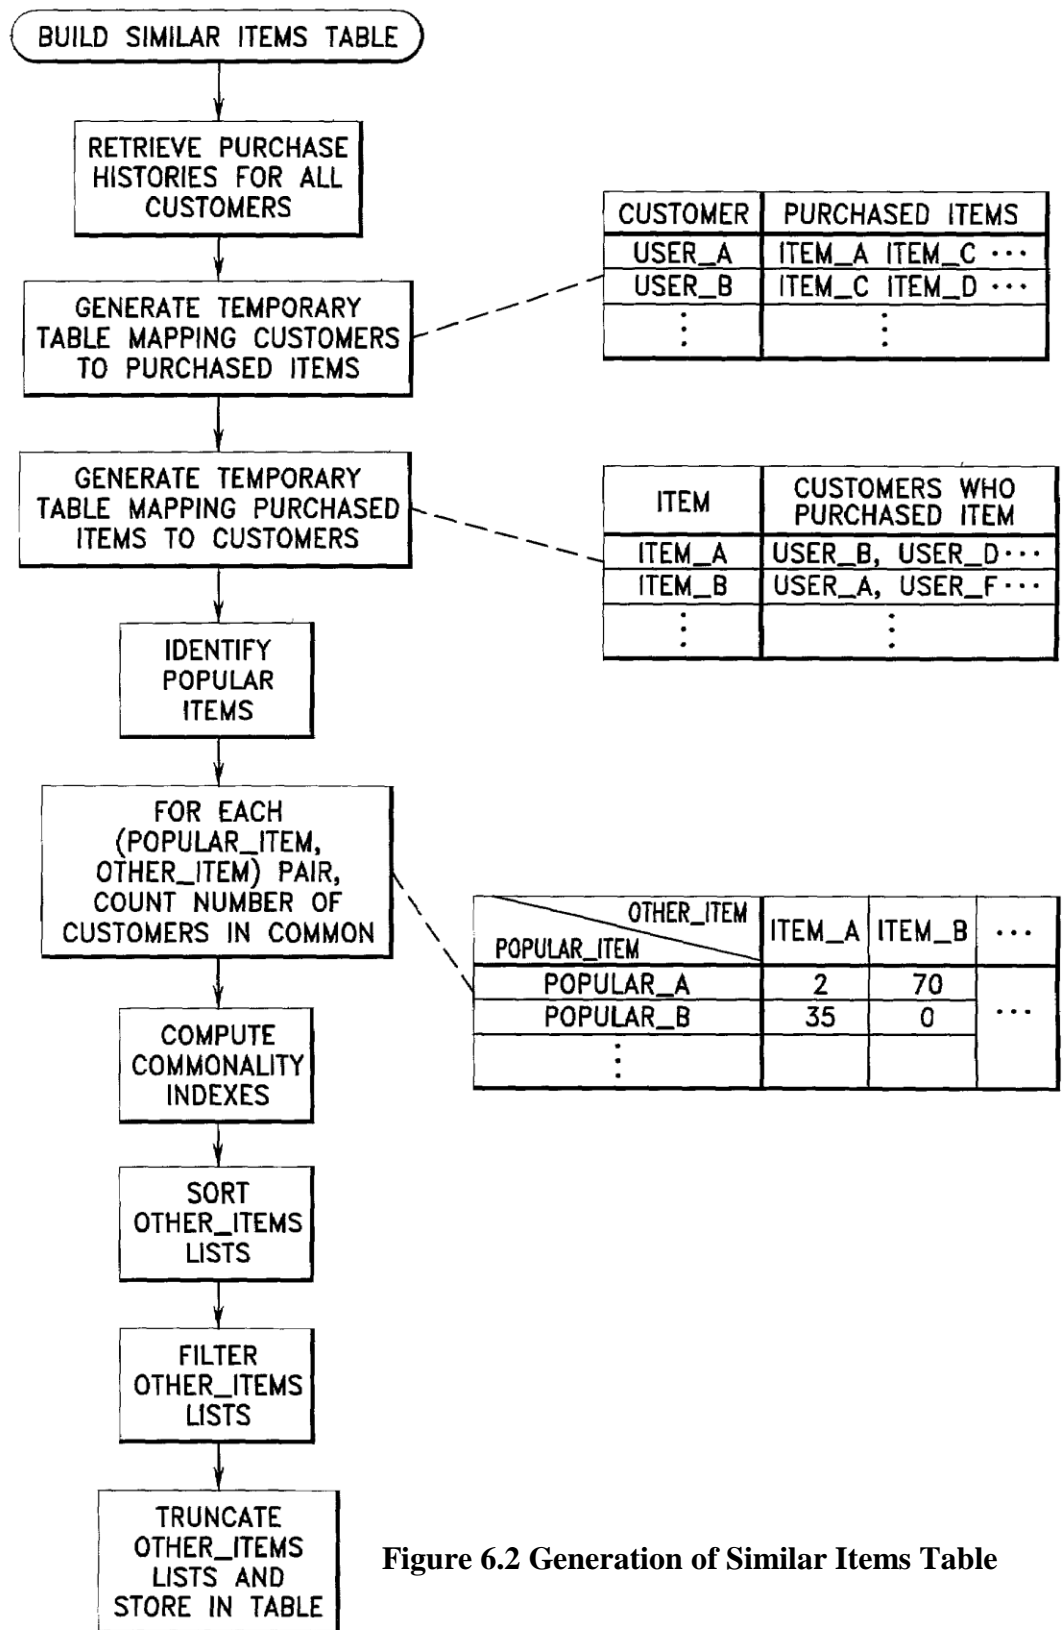 BUILD SIMILAR ITEMS TABLE
RETRIEVE PURCHASE
HISTORIES FOR ALL
CUSTOMERS
GENERATE TEMPORARY
TABLE MAPPING CUSTOMERS
TO PURCHASED ITEMS
CUSTOMER PURCHASED ITEMS
USER_A ITEM_A ITEM_C ···
USER_B ITEM_C ITEM_D ···
GENERATE TEMPORARY
TABLE MAPPING PURCHASED
ITEMS TO CUSTOMERS
ITEM CUSTOMERS WHO
PURCHASED ITEM
ITEM_A USER_B, USER_D···
ITEM_B USER_A, USER_F···
IDENTIFY
POPULAR
ITEMS
FOR EACH
(POPULAR_ITEM,
OTHER_ITEM) PAIR,
COUNT NUMBER OF
CUSTOMERS IN COMMON
OTHER_ITEM ITEM_A ITEM_B ···
POPULAR_ITEM
POPULAR_A 2 70
POPULAR_B 35 0 ···
COMPUTE
COMMONALITY
INDEXES
SORT
OTHER_ITEMS
LISTS
FILTER
OTHER_ITEMS
LISTS
TRUNCATE
OTHER_ITEMS
LISTS AND
STORE IN TABLE
Figure 6.2 Generation of Similar Items Table